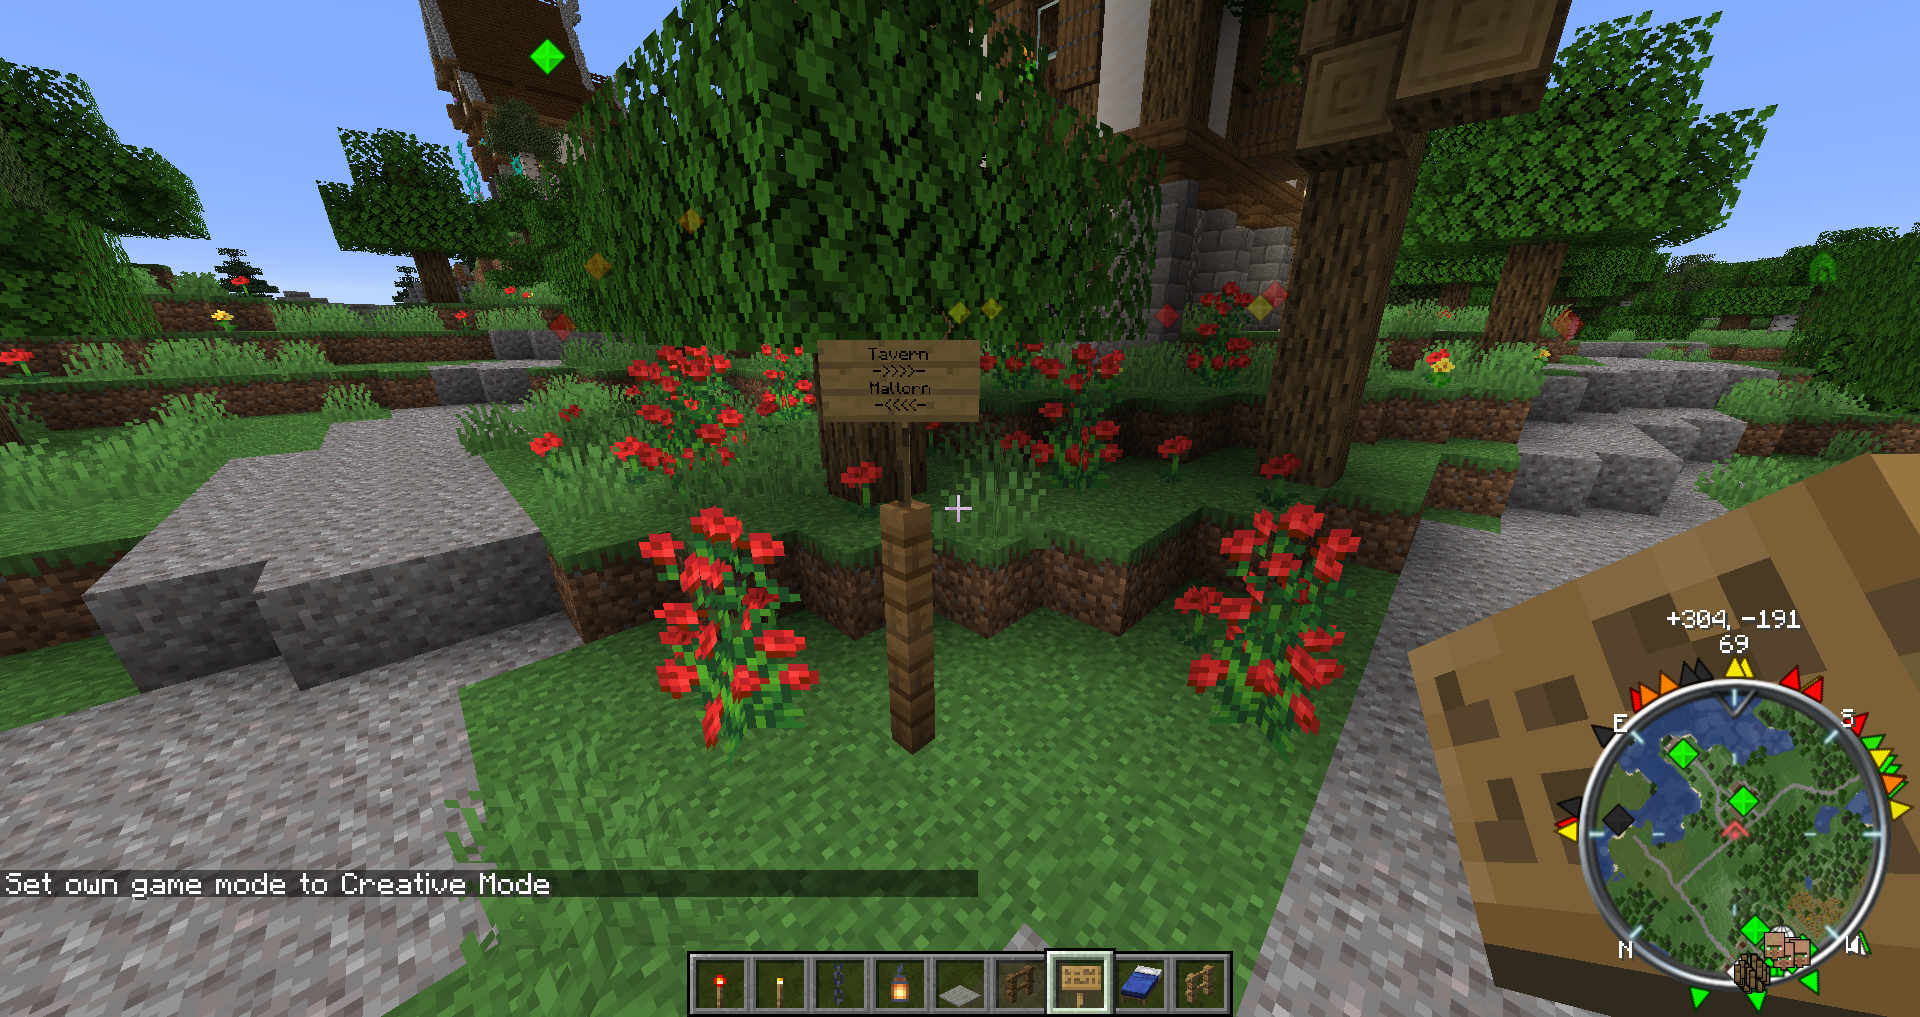 Tavern
->>>>-
Maltorn
-<<<<-
+304, -191
69
E
S
N
W
Set own game mode to Creative Mode